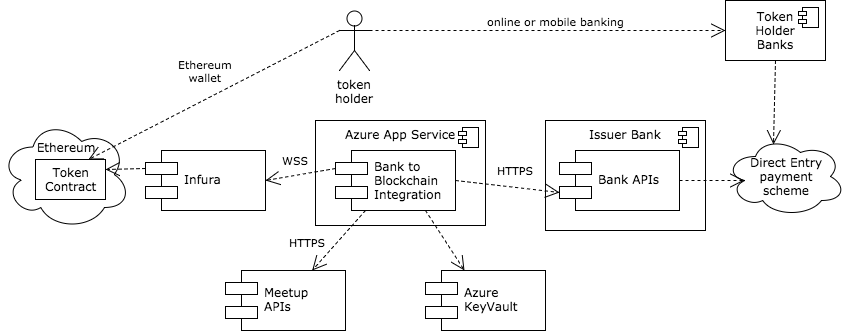 online or mobile banking
Token
Holder
Banks
Ethereum
wallet
token
holder
Ethereum
Token
Contract
Infura
WSS
Azure App Service
Bank to
Blockchain
Integration
HTTPS
Issuer Bank
Bank APIs
Direct Entry
payment
scheme
HTTPS
Meetup
APIs
Azure
KeyVault